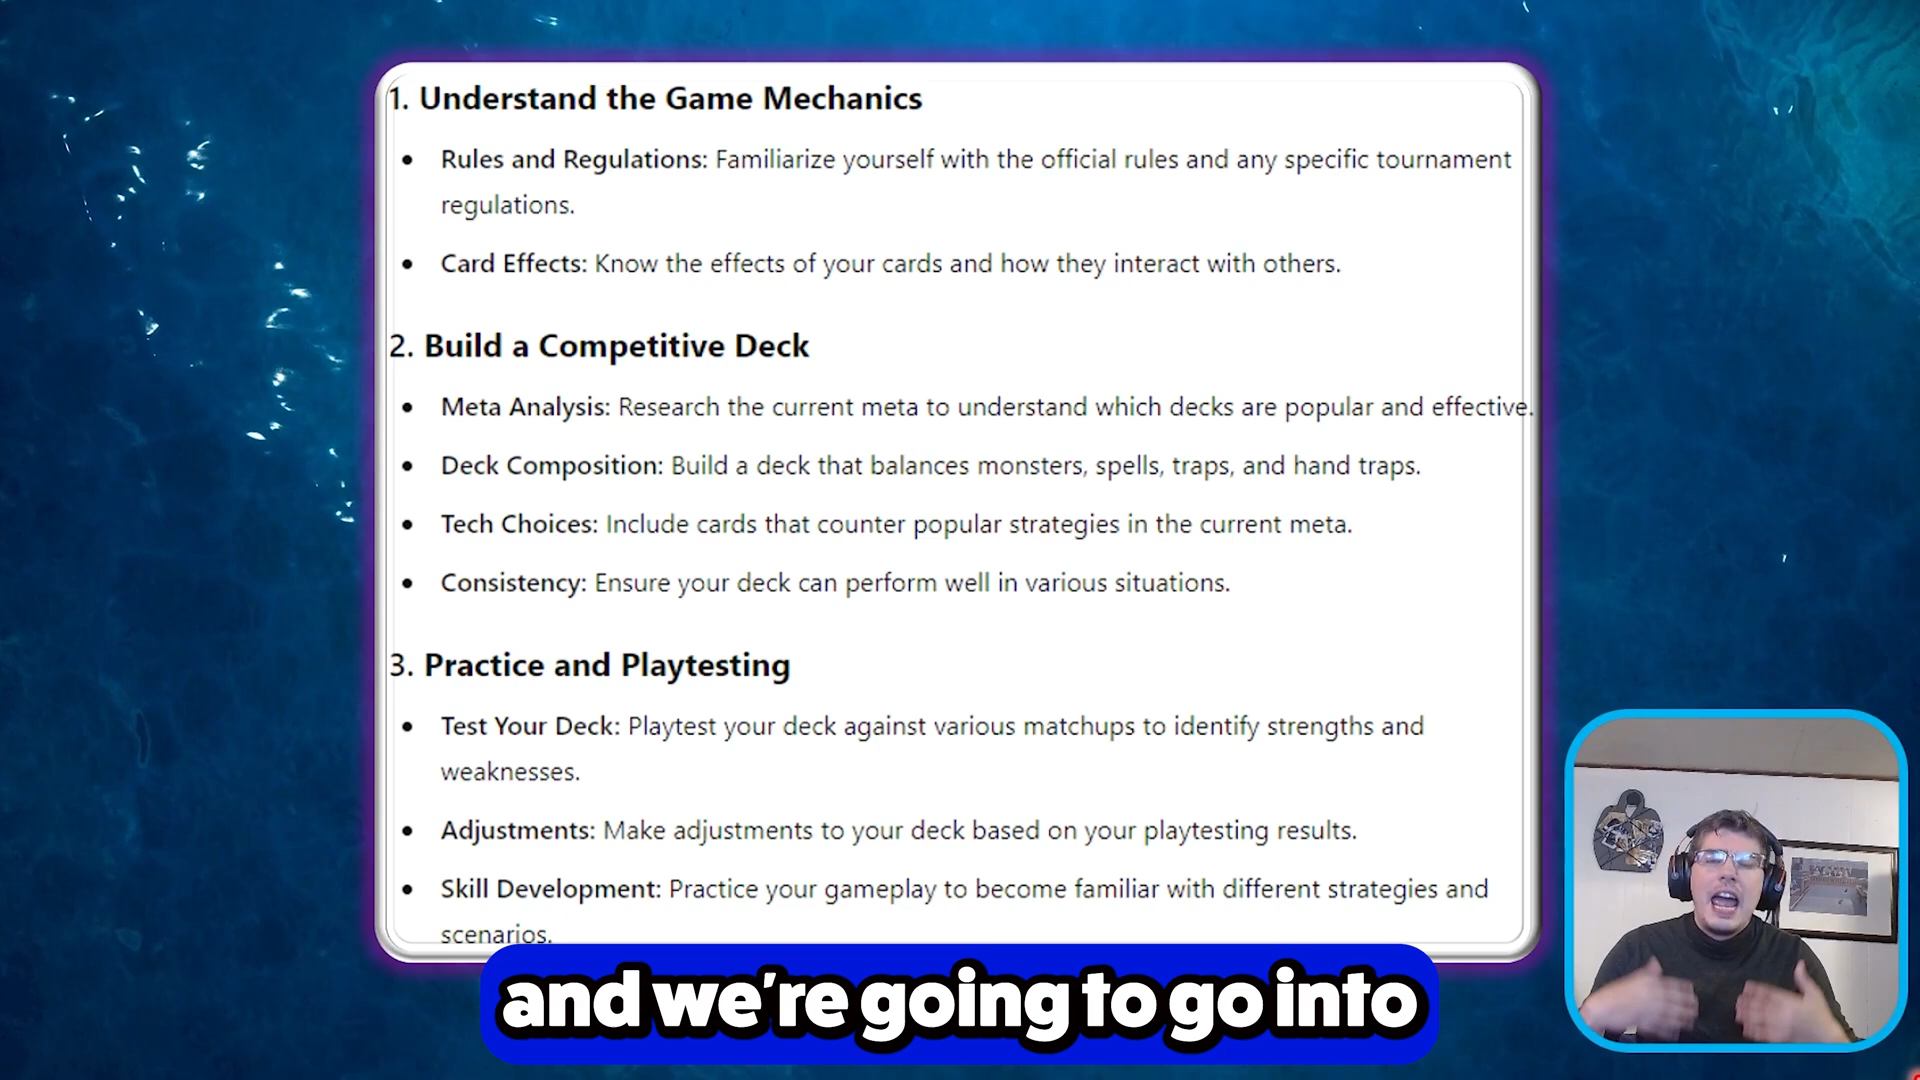 1. Understand the Game Mechanics
• Rules and Regulations: Familiarize yourself with the official rules and any specific tournament
regulations.
• Card Effects: Know the effects of your cards and how they interact with others.
2. Build a Competitive Deck
• Meta Analysis: Research the current meta to understand which decks are popular and effective.
• Deck Composition: Build a deck that balances monsters, spells, traps, and hand traps.
• Tech Choices: Include cards that counter popular strategies in the current meta.
• Consistency: Ensure your deck can perform well in various situations.
3. Practice and Playtesting
• Test Your Deck: Playtest your deck against various matchups to identify strengths and
weaknesses.
• Adjustments: Make adjustments to your deck based on your playtesting results.
• Skill Development: Practice your gameplay to become familiar with different strategies and
scenarios.
and we're going to go into